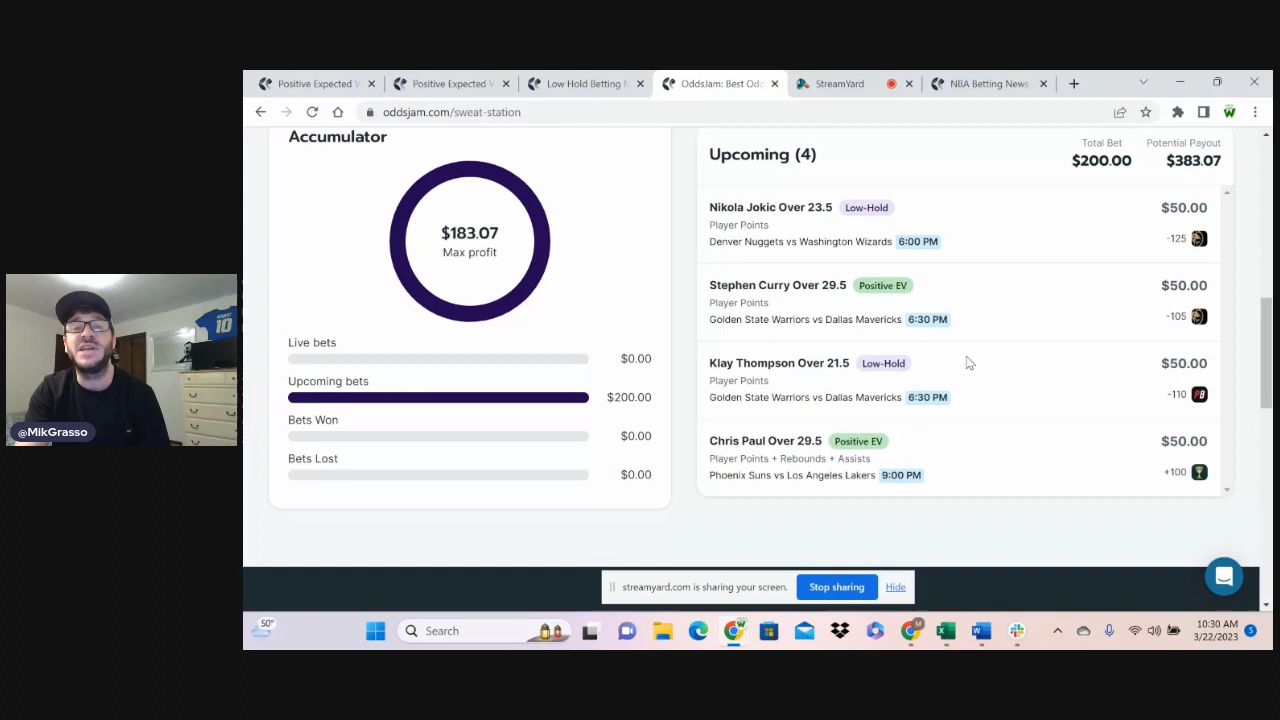 Positive Expected V
Positive Expected V
Low Hold Betting
OddsJam: Best Odd
StreamYard
NBA Betting News
oddsjam.com/sweat-station
Accumulator
$183.07
Max profit
Live bets
$0.00
Upcoming bets
$200.00
Bets Won
$0.00
Bets Lost
$0.00
Upcoming (4)
Total Bet
$200.00
Potential Payout
$383.07
Nikola Jokic Over 23.5 Low-Hold $50.00
Player Points
Denver Nuggets vs Washington Wizards 6:00 PM -125
Stephen Curry Over 29.5 Positive EV $50.00
Player Points
Golden State Warriors vs Dallas Mavericks 6:30 PM -105
Klay Thompson Over 21.5 Low-Hold $50.00
Player Points
Golden State Warriors vs Dallas Mavericks 6:30 PM -110 PB
Chris Paul Over 29.5 Positive EV $50.00
Player Points + Rebounds + Assists
Phoenix Suns vs Los Angeles Lakers 9:00 PM +100
streamyard.com is sharing your screen. Stop sharing Hide
50°
Search
10:30 AM
3/22/2023
5
10
@MikGrasso